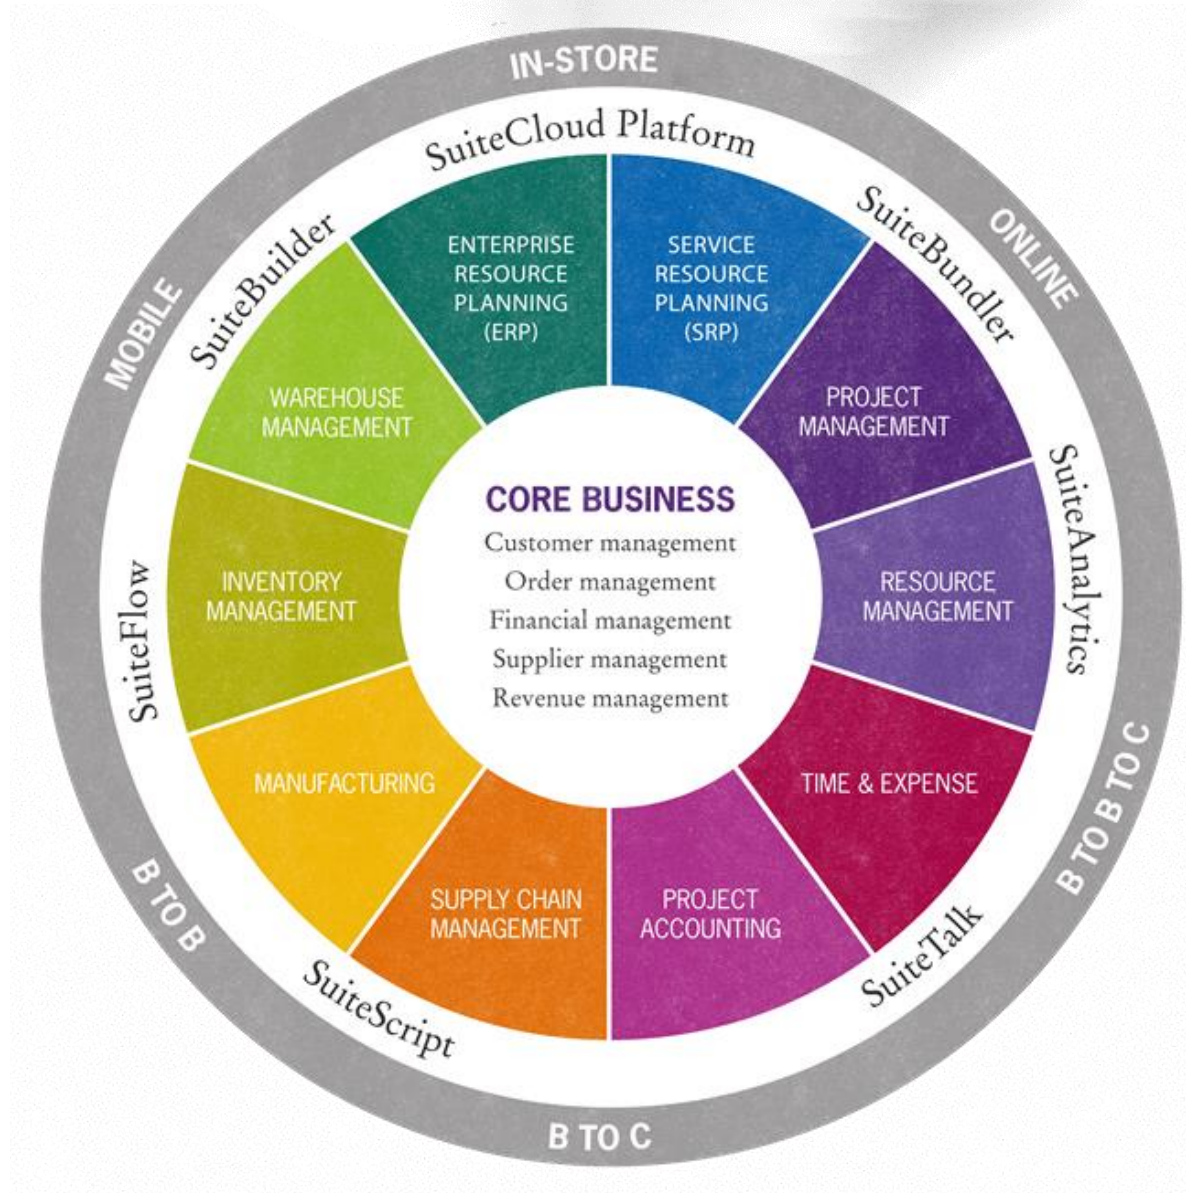 IN-STORE
SuiteCloud Platform
SuiteBuilder
SuiteBundler
MOBILE
ONLINE
ENTERPRISE
RESOURCE
PLANNING
(ERP)
SERVICE
RESOURCE
PLANNING
(SRP)
WAREHOUSE
MANAGEMENT
PROJECT
MANAGEMENT
CORE BUSINESS
Customer management
Order management
Financial management
Supplier management
Revenue management
SuiteAnalytics
SuiteFlow
INVENTORY
MANAGEMENT
RESOURCE
MANAGEMENT
MANUFACTURING
TIME & EXPENSE
B TO B TO C
B TO B
SUPPLY CHAIN
MANAGEMENT
PROJECT
ACCOUNTING
SuiteScript
SuiteTalk
B TO C